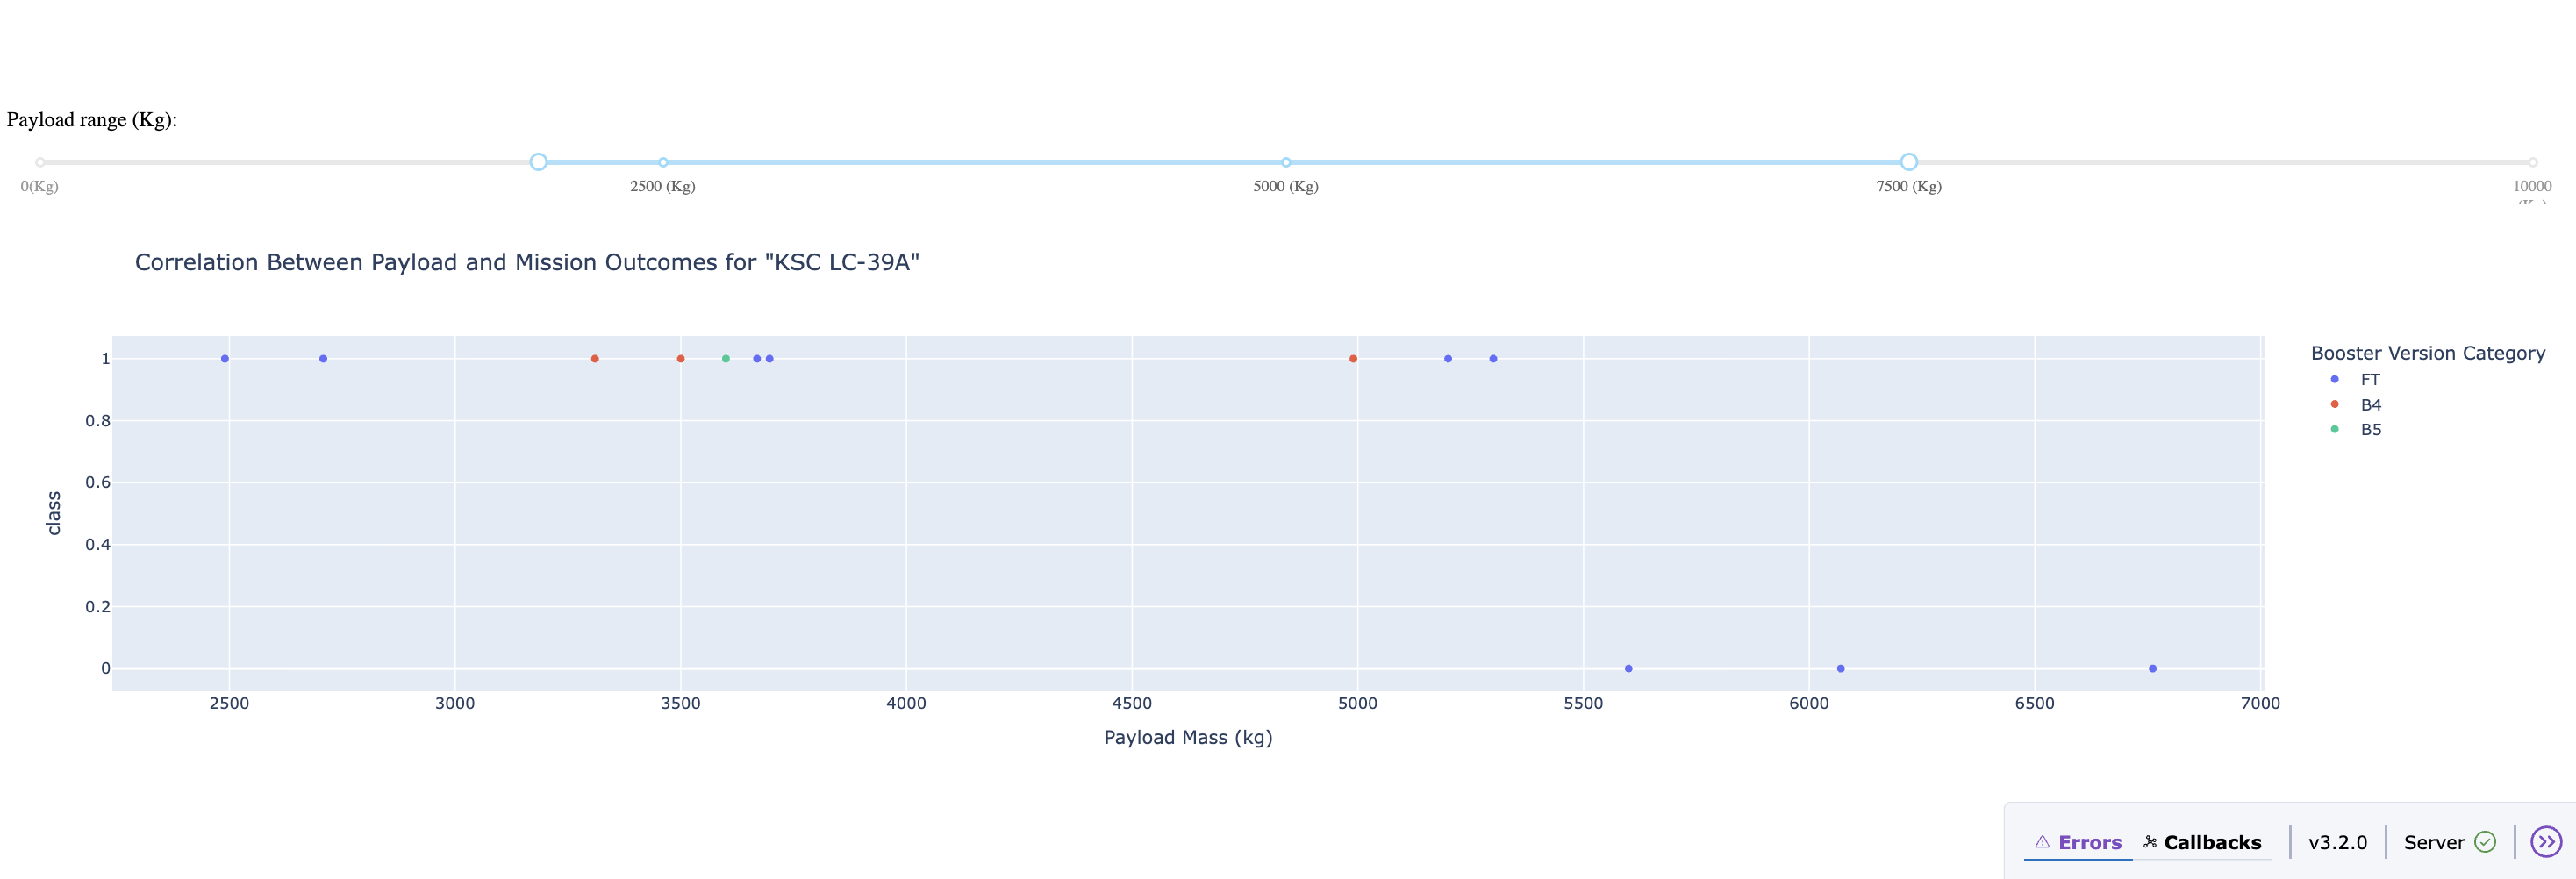 Payload range (Kg):
0(Kg)
2500 (Kg)
5000 (Kg)
7500 (Kg)
10000
Correlation Between Payload and Mission Outcomes for "KSC LC-39A"
Booster Version Category
FT
B4
B5
class
1
0.8
0.6
0.4
0.2
0
2500
3000
3500
4000
4500
5000
5500
6000
6500
7000
Payload Mass (kg)
Errors
Callbacks
v3.2.0
Server